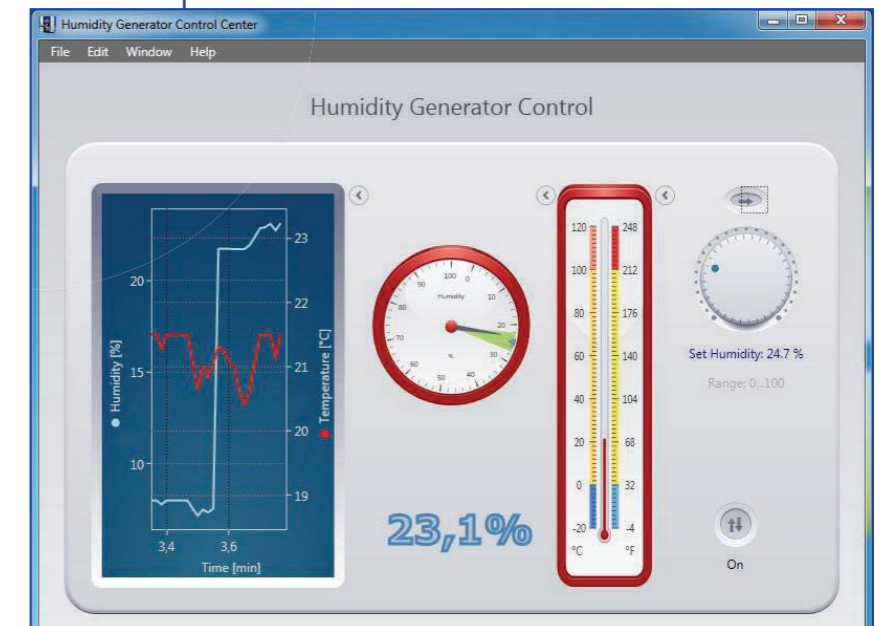 Humidity Generator Control Center
File Edit Window Help
Humidity Generator Control
Humidity [%]
20
15
10
23
22
21
20
19
Temperature [°C]
3,4 3,6
Time [min]
100 0
90 10
80 20
70 30
60 40
50
Humidity
%
23,1%
120 248
100 212
80 176
60 140
40 104
20 68
0 32
-20 -4
°C °F
Set Humidity: 24.7 %
Range: 0..100
On